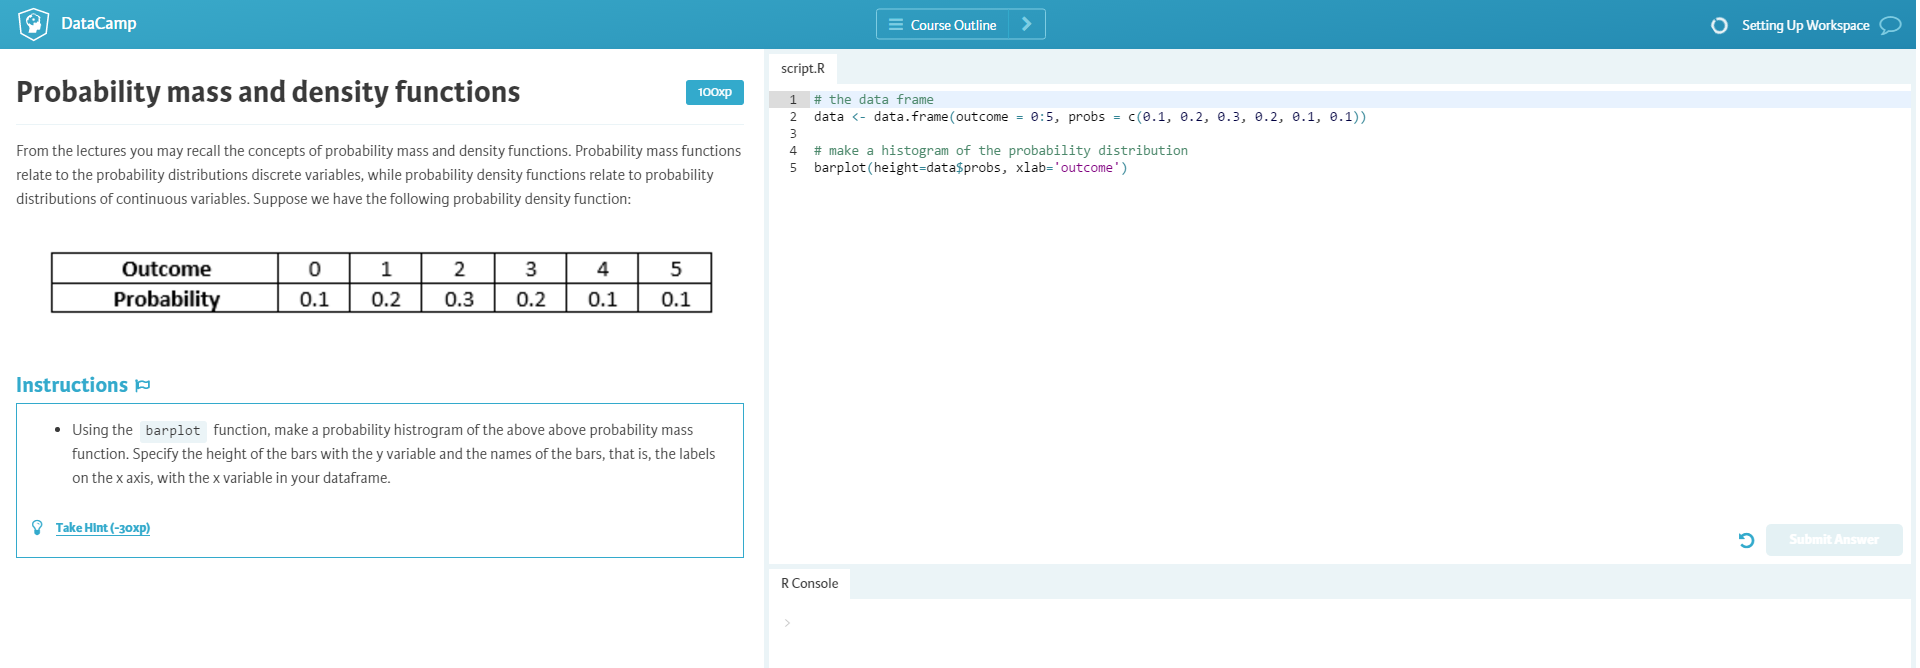 DataCamp
Course Outline
Setting Up Workspace
Probability mass and density functions
100xp
From the lectures you may recall the concepts of probability mass and density functions. Probability mass functions
relate to the probability distributions discrete variables, while probability density functions relate to probability
distributions of continuous variables. Suppose we have the following probability density function:
Outcome 0 1 2 3 4 5
Probability 0.1 0.2 0.3 0.2 0.1 0.1
Instructions
• Using the barplot function, make a probability histrogram of the above above probability mass
function. Specify the height of the bars with the y variable and the names of the bars, that is, the labels
on the x axis, with the x variable in your dataframe.
Take Hint (-30xp)
script.R
1 # the data frame
2 data <- data.frame(outcome = 0:5, probs = c(0.1, 0.2, 0.3, 0.2, 0.1, 0.1))
3
4 # make a histogram of the probability distribution
5 barplot(height=data$probs, xlab='outcome')
Submit Answer
R Console
>